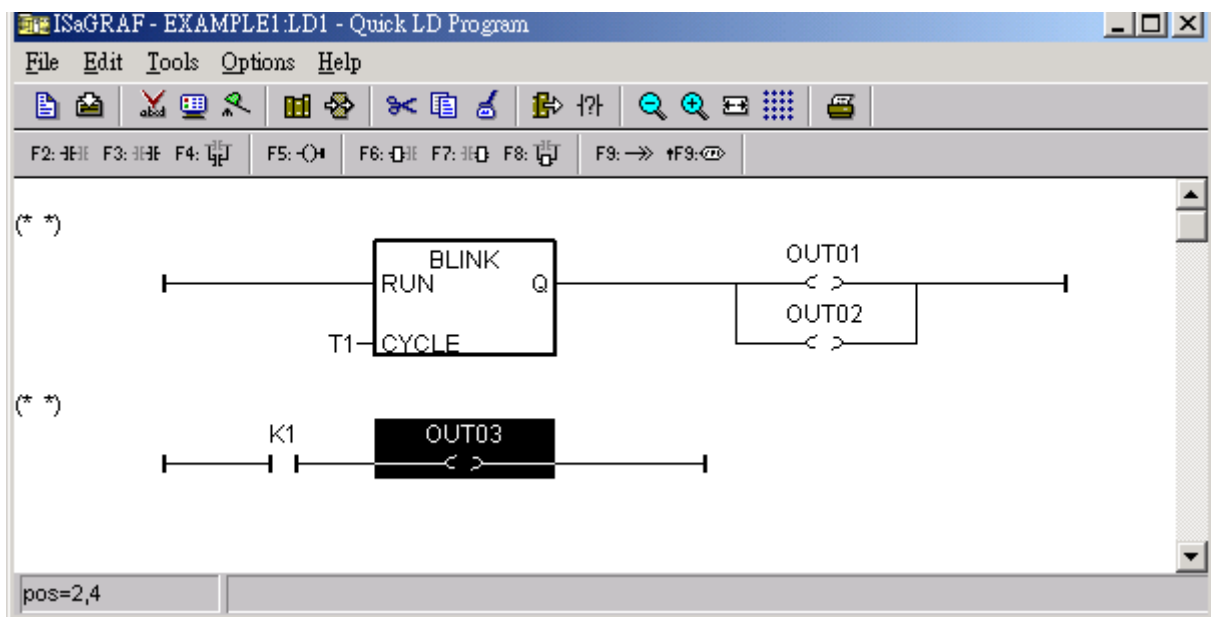 ISaGRAF - EXAMPLE1:LD1 - Quick LD Program
File Edit Tools Options Help
F2: F3: F4: F5: F6: F7: F8: F9: F9:
(* *)
BLINK
RUN Q
T1 CYCLE
OUT01
OUT02
(* *)
K1
OUT03
pos=2,4